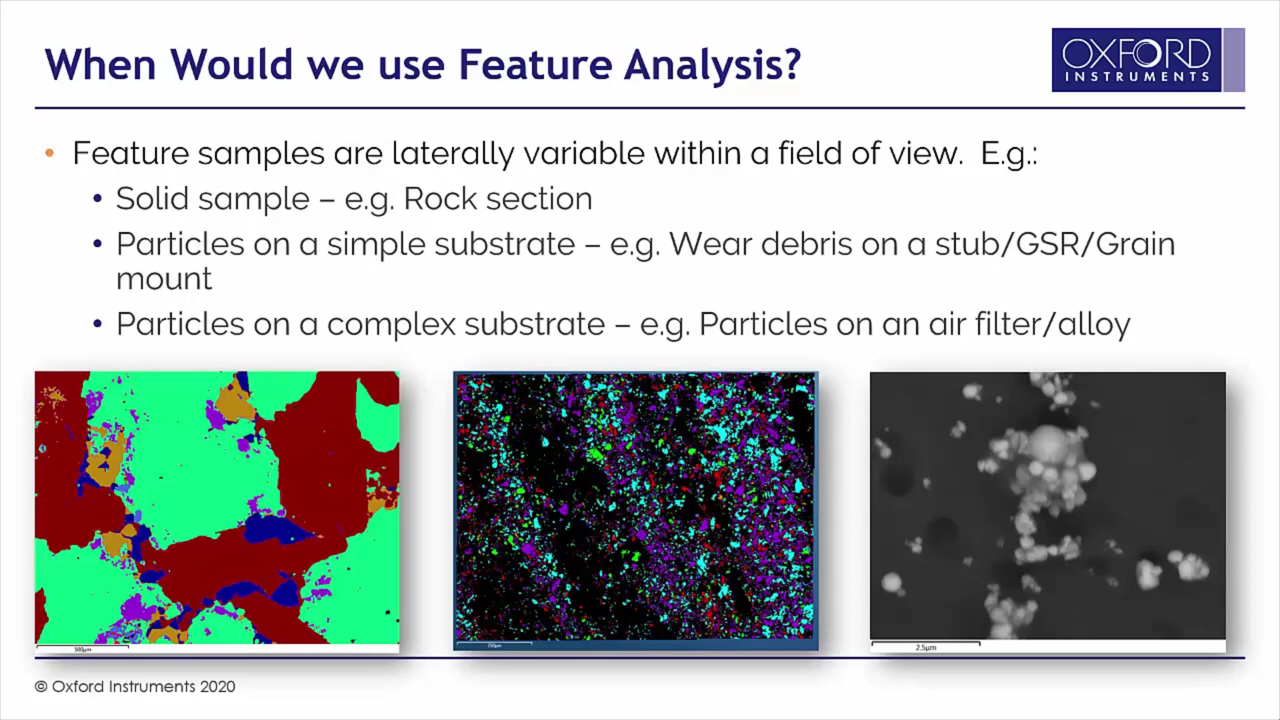 When Would we use Feature Analysis?
OXFORD
INSTRUMENTS
• Feature samples are laterally variable within a field of view.  E.g.:
• Solid sample – e.g. Rock section
• Particles on a simple substrate – e.g. Wear debris on a stub/GSR/Grain
mount
• Particles on a complex substrate – e.g. Particles on an air filter/alloy
500µm
250µm
2.5µm
© Oxford Instruments 2020